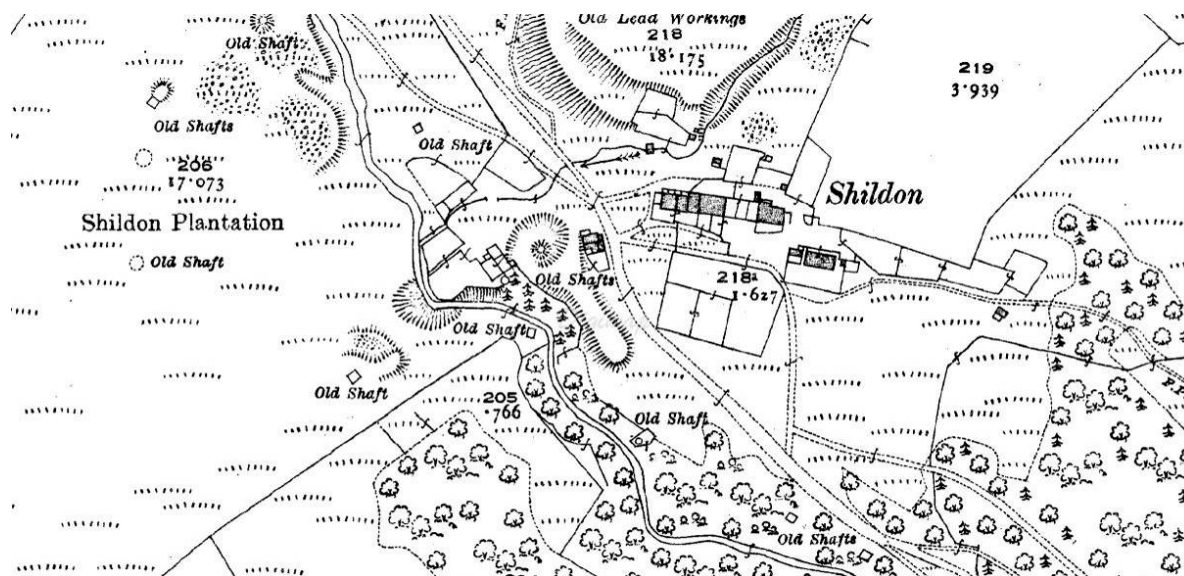 Old Lead Workings
218
18·175
Old Shaft
219
3·939
Old Shafts
Old Shaft
206
17·073
Shildon
Shildon Plantation
Old Shaft
Old Shafts
218a
1·627
Old Shaft
Old Shaft
205
·766
Old Shaft
F.P.
Old Shafts